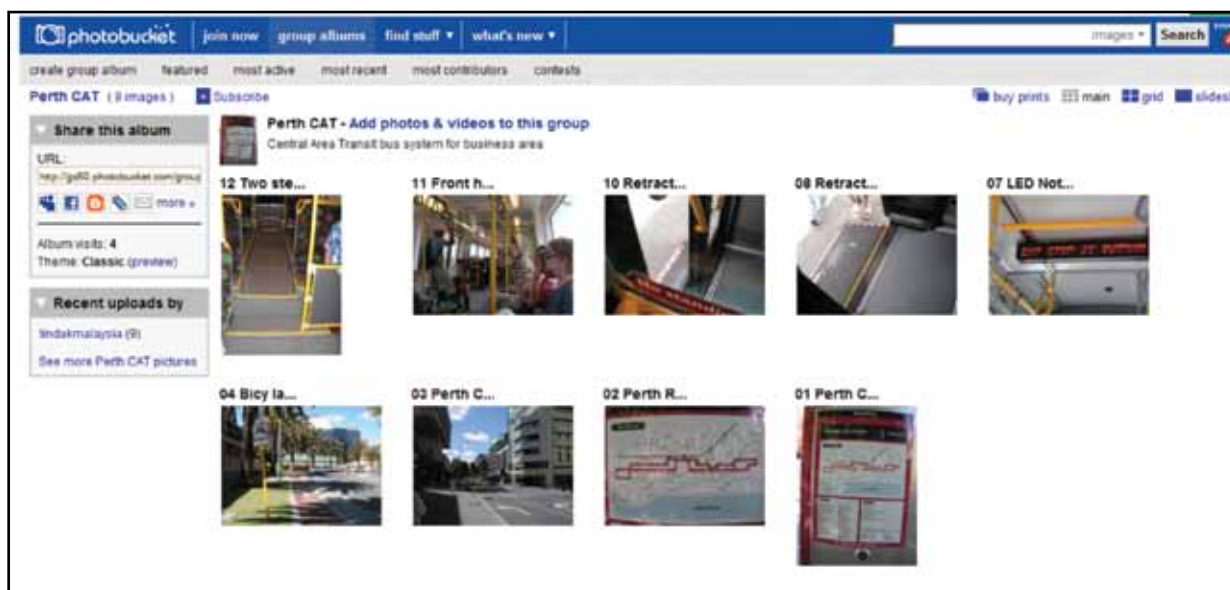 photobucket join now group albums find stuff ▾ what's new ▾ images ▾ Search
create group album featured most active most recent most contributors contests
Perth CAT ( 9 images ) Subscribe buy prints main grid
Share this album
URL:
more »
Album visits: 4
Theme: Classic (preview)
Recent uploads by
lindakmalaysia (9)
See more Perth CAT pictures
Perth CAT - Add photos & videos to this group
Central Area Transit bus system for business area
12 Two ste... 11 Front h... 10 Retract... 08 Retract... 07 LED Not...
04 Bicy la... 03 Perth C... 02 Perth R... 01 Perth C...